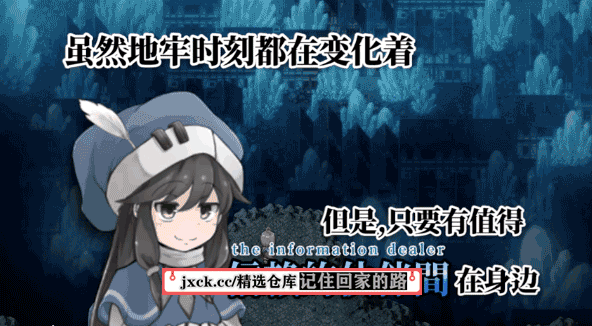 虽然地牢时刻都在变化着
但是,只要有值得
the information dealer
間 在身边
jxck.cc/精选仓库 记住回家的路